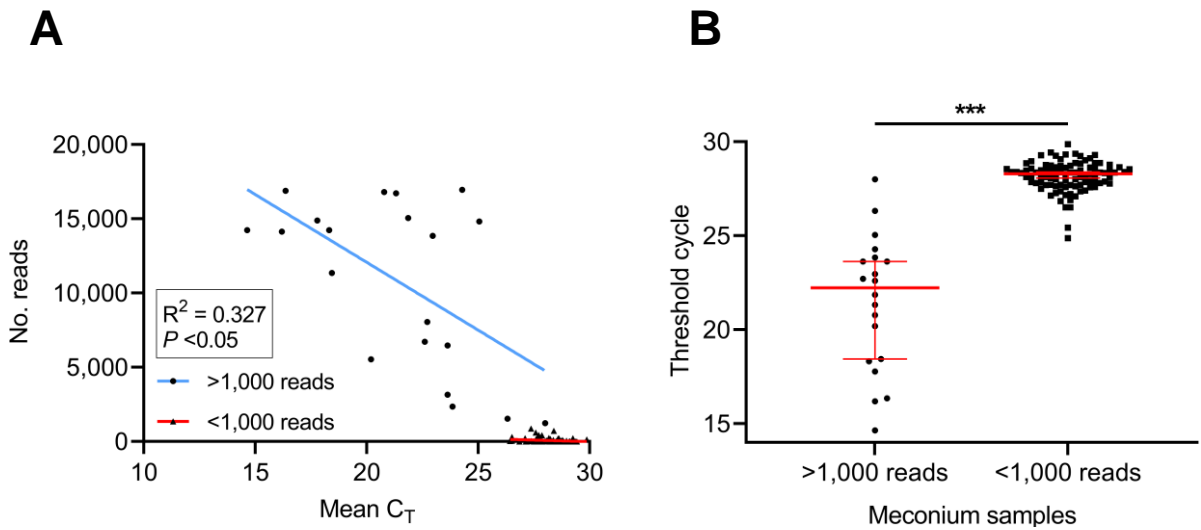 A
20,000
15,000
10,000
5,000
0
No. reads
R² = 0.327
P <0.05
>1,000 reads
<1,000 reads
10
15
20
25
30
Mean C_T
B
***
30
25
20
15
Threshold cycle
>1,000 reads
<1,000 reads
Meconium samples